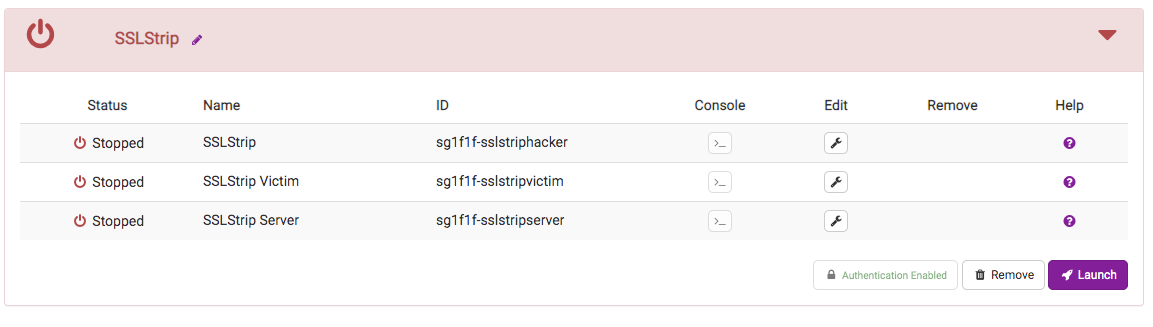 SSLStrip
Status Name ID Console Edit Remove Help
Stopped SSLStrip sg1f1f-sslstriphacker >_ ?
Stopped SSLStrip Victim sg1f1f-sslstripvictim >_ ?
Stopped SSLStrip Server sg1f1f-sslstripserver >_ ?
Authentication Enabled Remove Launch